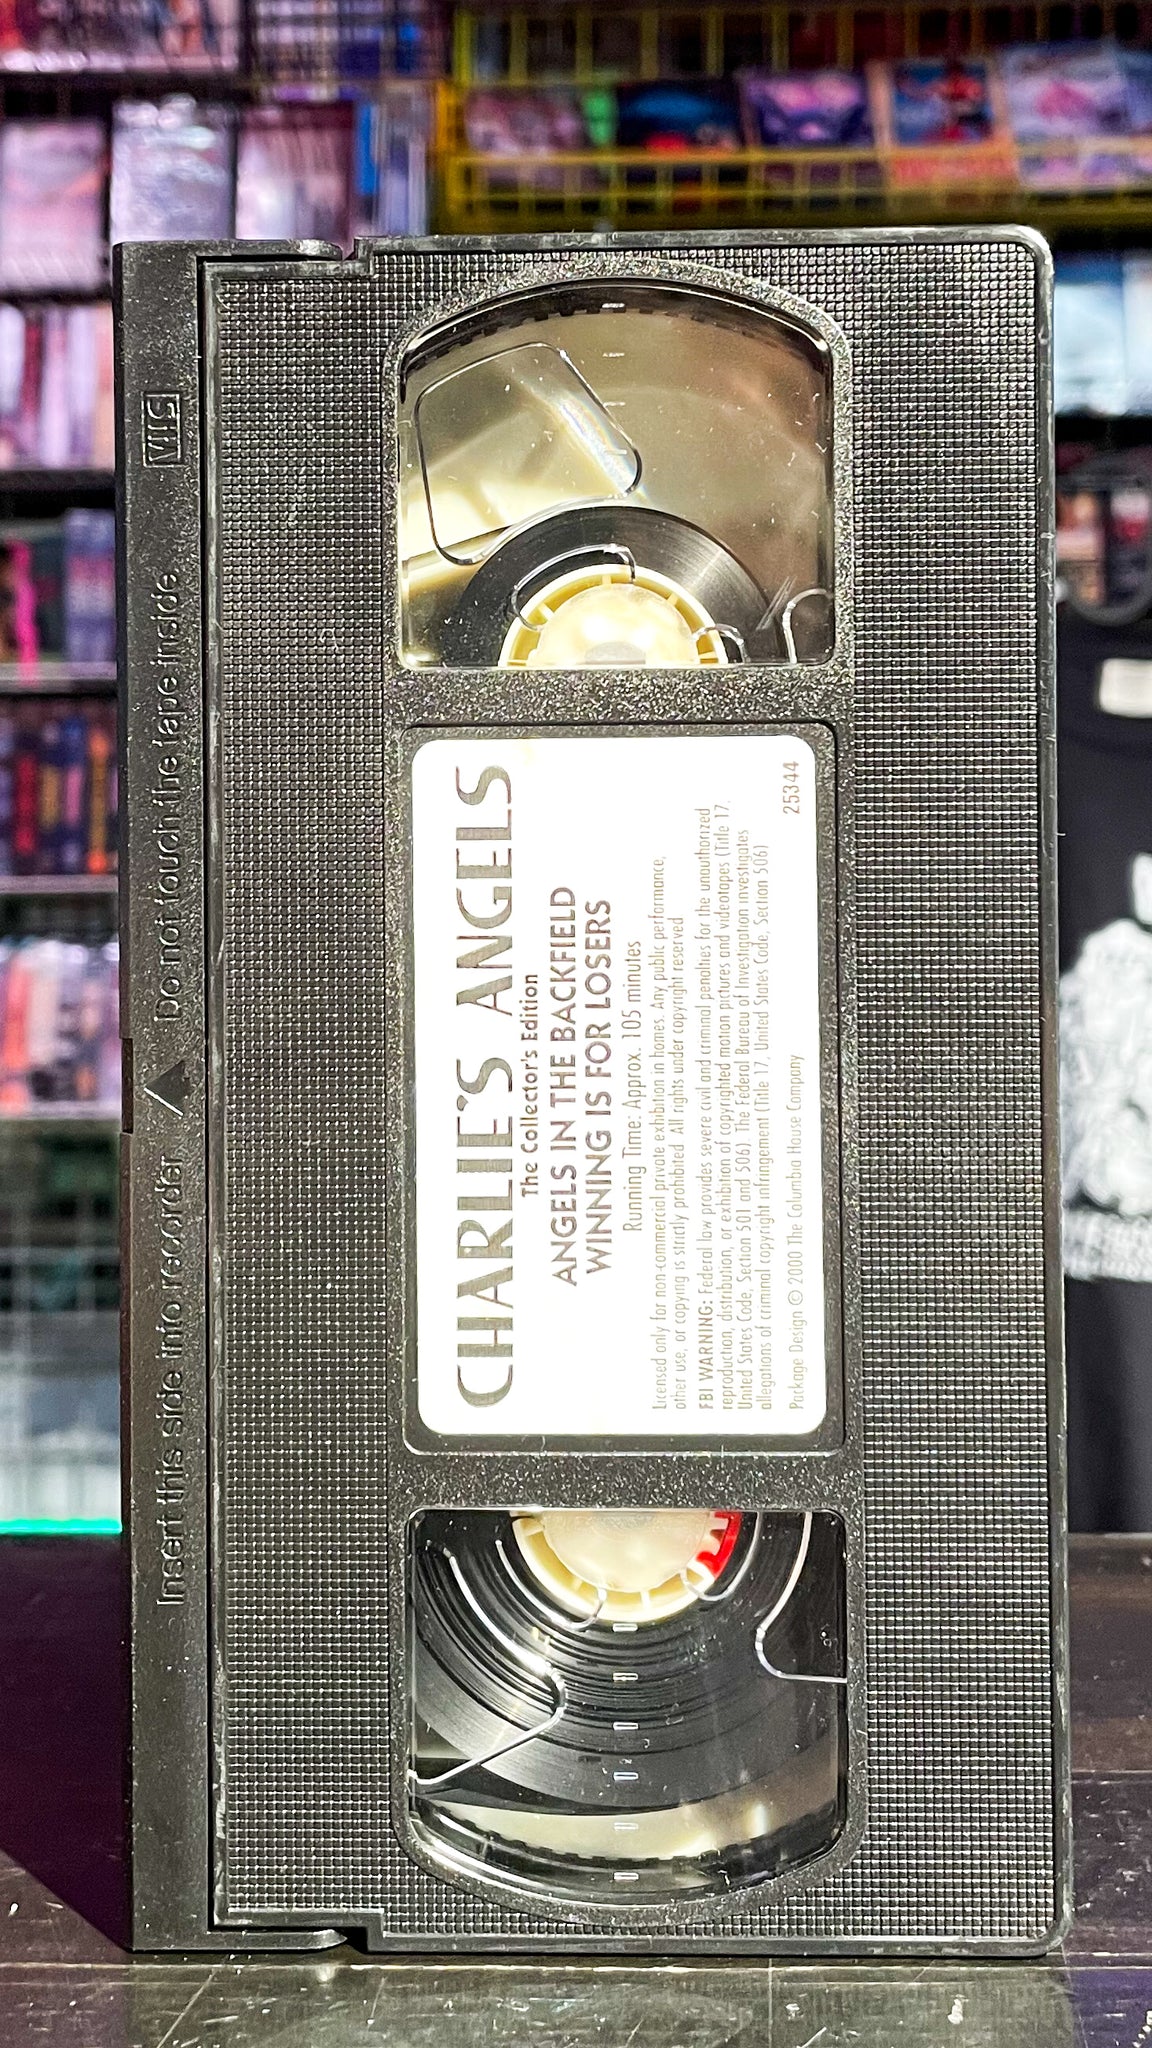 VHS
Insert this side into recorder Do not touch the tape inside
CHARLIE'S ANGELS
The Collector's Edition
ANGELS IN THE BACKFIELD
WINNING IS FOR LOSERS
Running Time: Approx. 105 minutes
Licensed only for non-commercial private exhibition in homes. Any public performance,
other use, or copying is strictly prohibited. All rights under copyright reserved
FBI WARNING: Federal law provides severe civil and criminal penalties for the unauthorized
reproduction, distribution, or exhibition of copyrighted motion pictures and videotapes (Title 17,
United States Code, Section 501 and 506). The Federal Bureau of Investigation investigates
allegations of criminal copyright infringement (Title 17, United States Code, Section 506)
Package Design © 2000 The Columbia House Company
25344